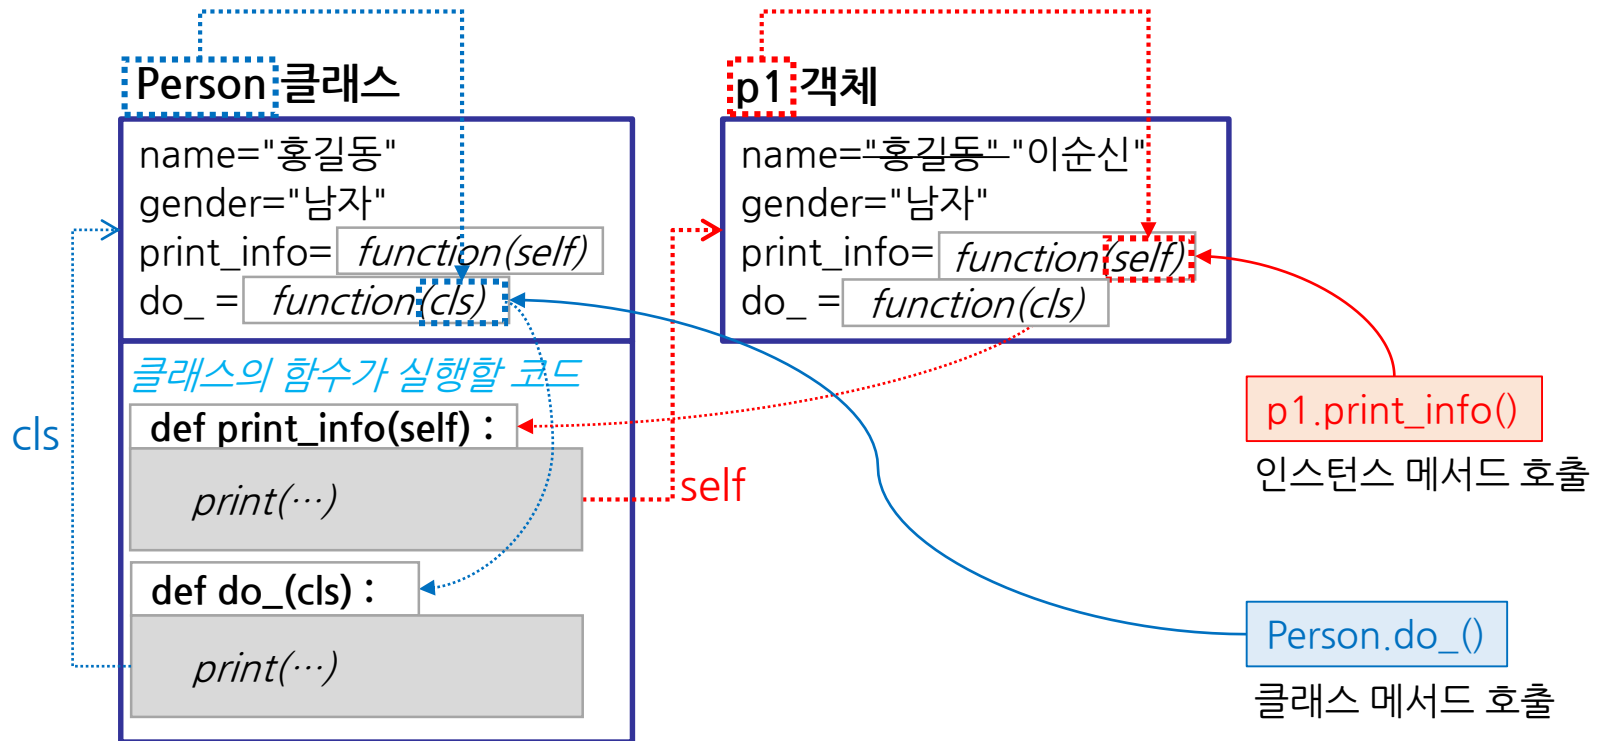 Person 클래스
name="홍길동"
gender="남자"
print_info= function(self)
do_ = function(cls)
클래스의 함수가 실행할 코드
def print_info(self) :
print(…)
def do_(cls) :
print(…)
cls
self
p1 객체
name="홍길동" "이순신"
gender="남자"
print_info= function(self)
do_ = function(cls)
p1.print_info()
인스턴스 메서드 호출
Person.do_()
클래스 메서드 호출